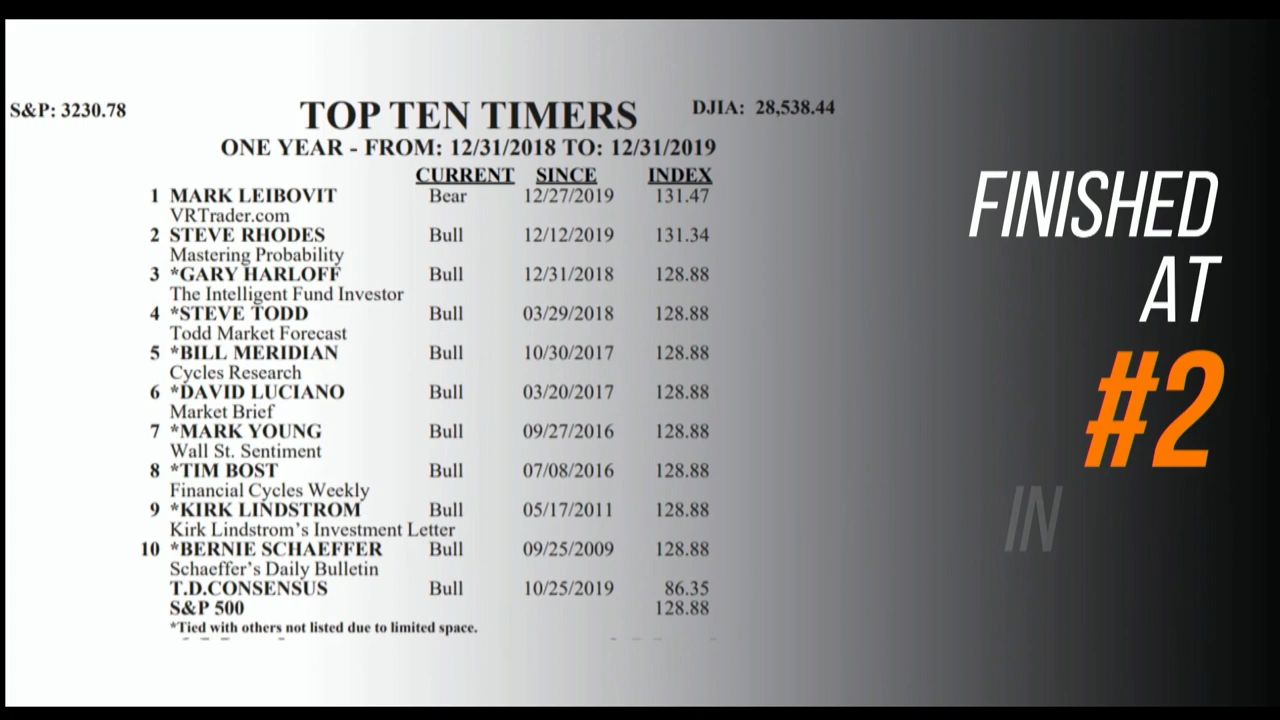 S&P: 3230.78
TOP TEN TIMERS
DJIA: 28,538.44
ONE YEAR - FROM: 12/31/2018 TO: 12/31/2019
CURRENT SINCE INDEX
1 MARK LEIBOVIT Bear 12/27/2019 131.47
VRTrader.com
2 STEVE RHODES Bull 12/12/2019 131.34
Mastering Probability
3 *GARY HARLOFF Bull 12/31/2018 128.88
The Intelligent Fund Investor
4 *STEVE TODD Bull 03/29/2018 128.88
Todd Market Forecast
5 *BILL MERIDIAN Bull 10/30/2017 128.88
Cycles Research
6 *DAVID LUCIANO Bull 03/20/2017 128.88
Market Brief
7 *MARK YOUNG Bull 09/27/2016 128.88
Wall St. Sentiment
8 *TIM BOST Bull 07/08/2016 128.88
Financial Cycles Weekly
9 *KIRK LINDSTROM Bull 05/17/2011 128.88
Kirk Lindstrom's Investment Letter
10 *BERNIE SCHAEFFER Bull 09/25/2009 128.88
Schaeffer's Daily Bulletin
T.D.CONSENSUS Bull 10/25/2019 86.35
S&P 500 128.88
*Tied with others not listed due to limited space.
FINISHED
AT
#2
IN